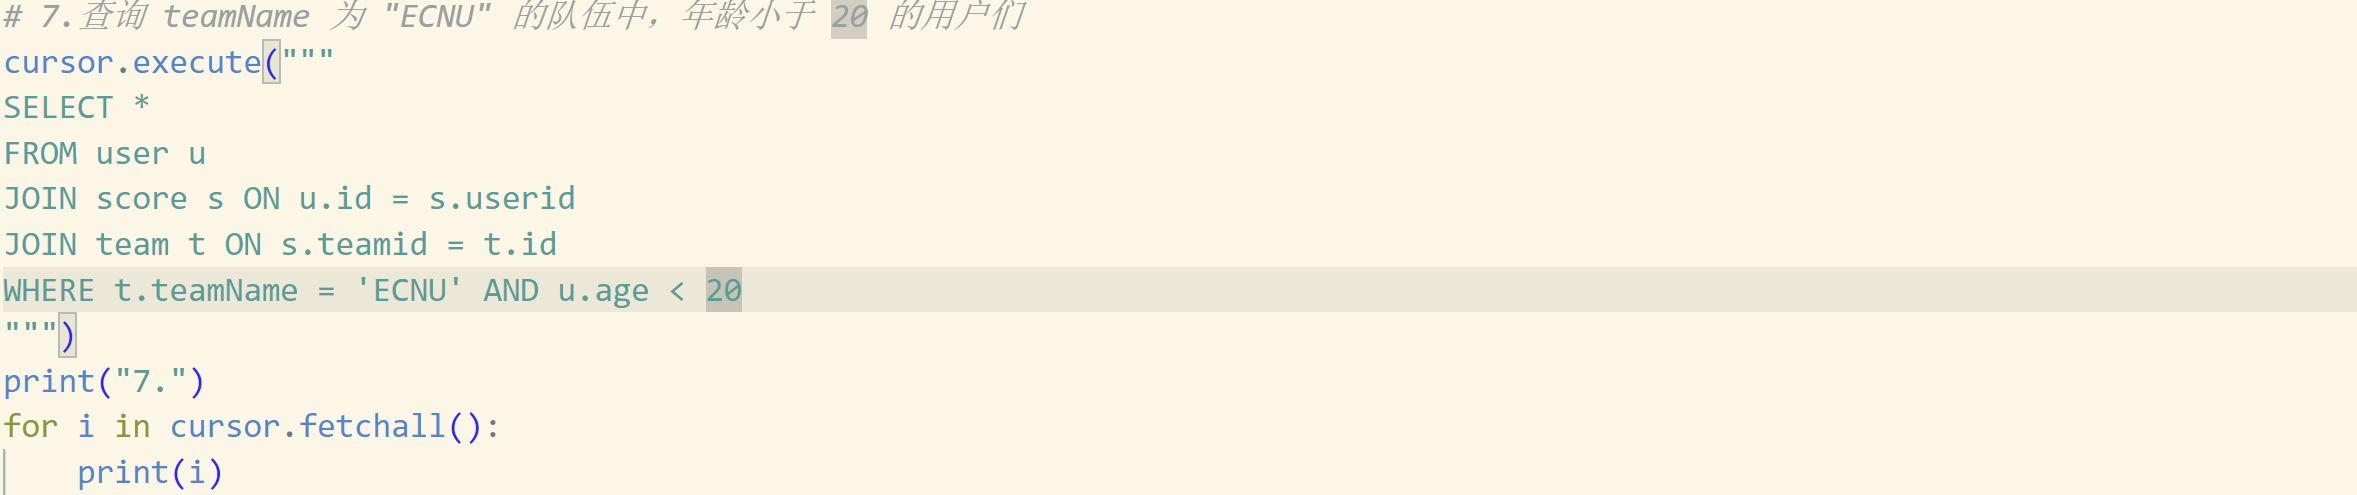 # 7.查询 teamName 为 "ECNU" 的队伍中，年龄小于 20 的用户们
cursor.execute("""
SELECT *
FROM user u
JOIN score s ON u.id = s.userid
JOIN team t ON s.teamid = t.id
WHERE t.teamName = 'ECNU' AND u.age < 20
""")
print("7.")
for i in cursor.fetchall():
    print(i)